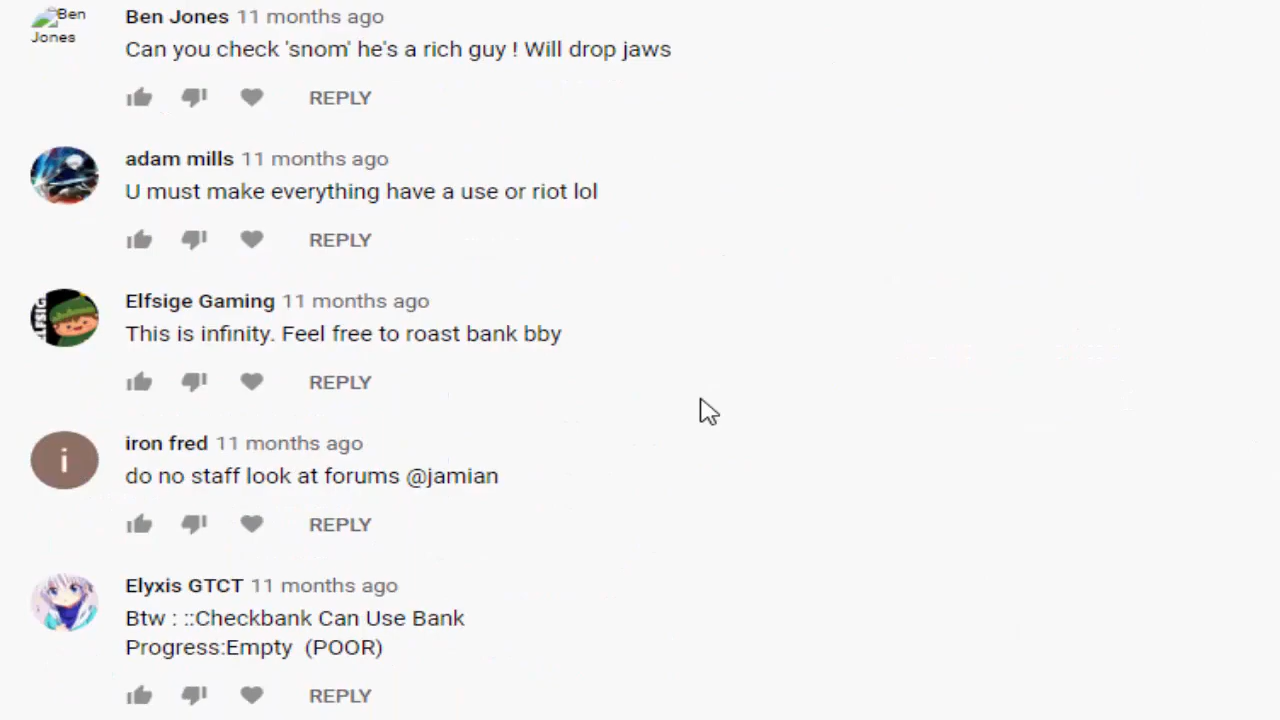 Ben Jones
Ben Jones 11 months ago
Can you check 'snom' he's a rich guy ! Will drop jaws
REPLY
adam mills 11 months ago
U must make everything have a use or riot lol
REPLY
Elfsige Gaming 11 months ago
This is infinity. Feel free to roast bank bby
REPLY
i
iron fred 11 months ago
do no staff look at forums @jamian
REPLY
Elyxis GTCT 11 months ago
Btw : ::Checkbank Can Use Bank
Progress:Empty (POOR)
REPLY